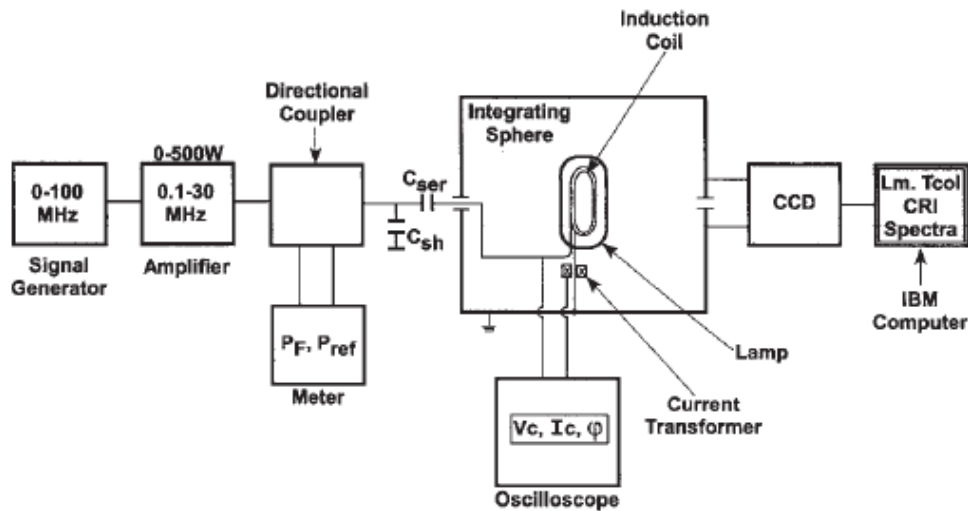 Induction
Coil
Directional
Coupler
Integrating
Sphere
0-500W
0-100
MHz
0.1-30
MHz
Cser
Csh
CCD
Lm. Tcol
CRI
Spectra
Signal
Generator
Amplifier
IBM
Computer
PF, Pref
Meter
Lamp
Current
Transformer
Vc, Ic, φ
Oscilloscope